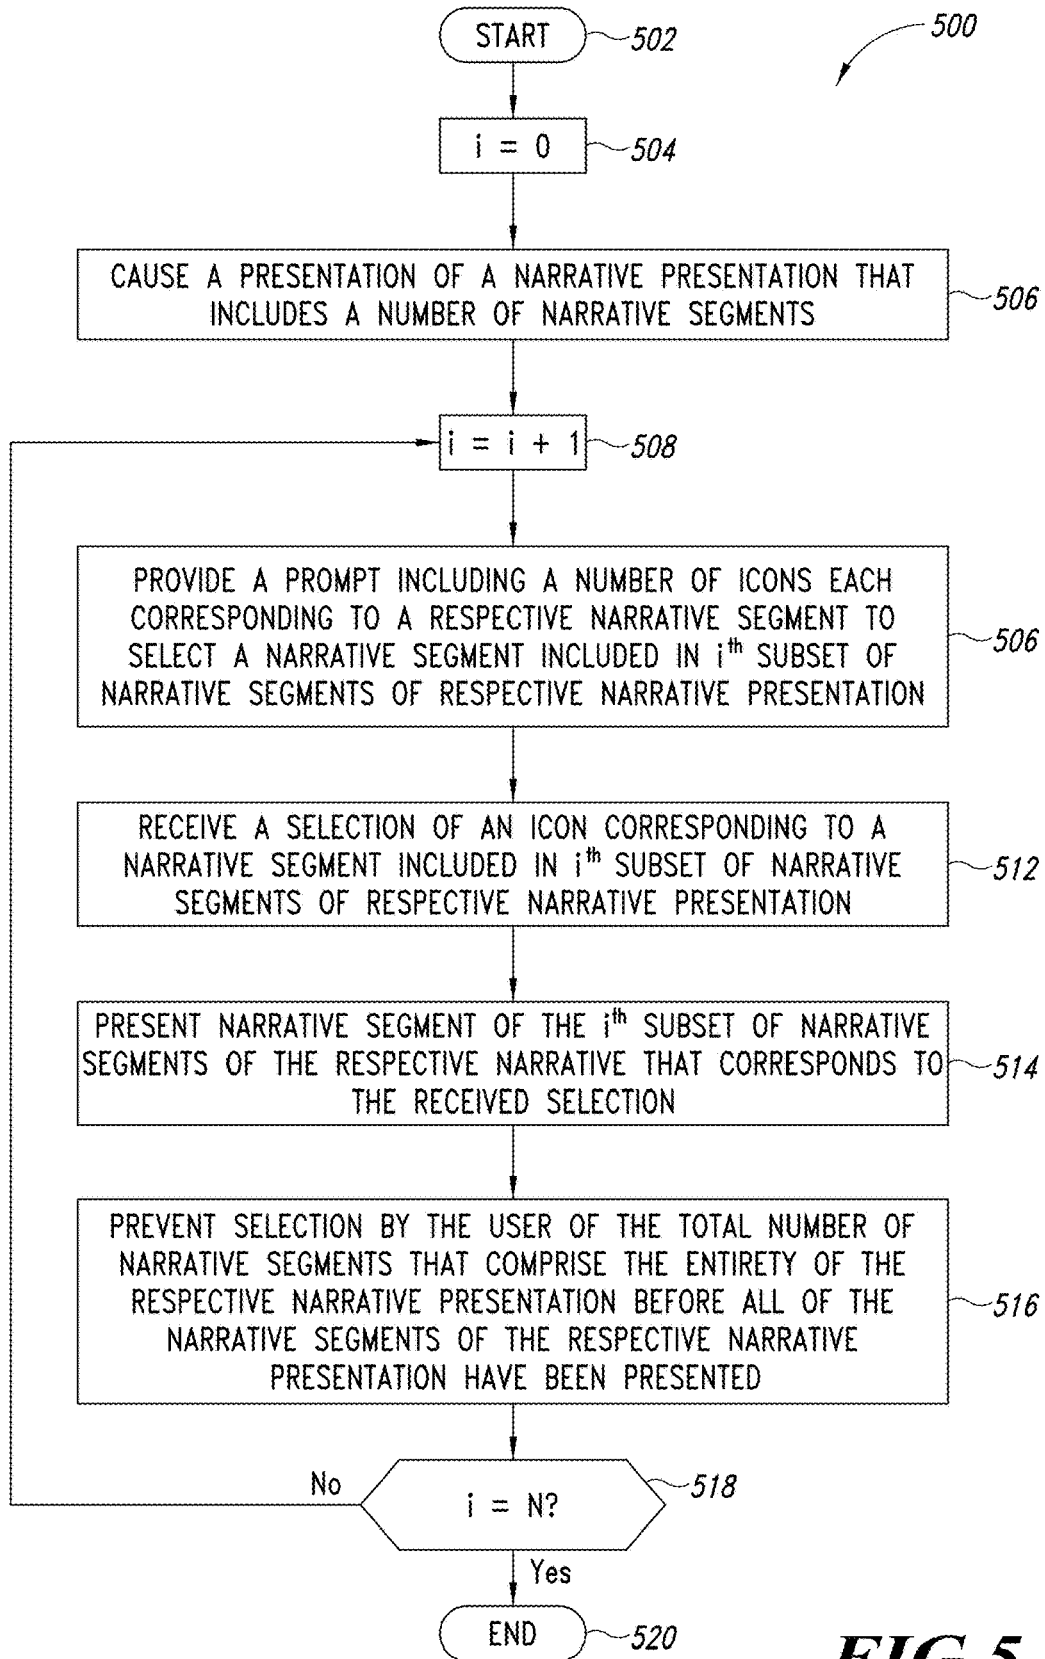 500
START 502
i = 0 504
CAUSE A PRESENTATION OF A NARRATIVE PRESENTATION THAT
INCLUDES A NUMBER OF NARRATIVE SEGMENTS
506
i = i + 1 508
PROVIDE A PROMPT INCLUDING A NUMBER OF ICONS EACH
CORRESPONDING TO A RESPECTIVE NARRATIVE SEGMENT TO
SELECT A NARRATIVE SEGMENT INCLUDED IN ith SUBSET OF
NARRATIVE SEGMENTS OF RESPECTIVE NARRATIVE PRESENTATION
506
RECEIVE A SELECTION OF AN ICON CORRESPONDING TO A
NARRATIVE SEGMENT INCLUDED IN ith SUBSET OF NARRATIVE
SEGMENTS OF RESPECTIVE NARRATIVE PRESENTATION
512
PRESENT NARRATIVE SEGMENT OF THE ith SUBSET OF NARRATIVE
SEGMENTS OF THE RESPECTIVE NARRATIVE THAT CORRESPONDS TO
THE RECEIVED SELECTION
514
PREVENT SELECTION BY THE USER OF THE TOTAL NUMBER OF
NARRATIVE SEGMENTS THAT COMPRISE THE ENTIRETY OF THE
RESPECTIVE NARRATIVE PRESENTATION BEFORE ALL OF THE
NARRATIVE SEGMENTS OF THE RESPECTIVE NARRATIVE
PRESENTATION HAVE BEEN PRESENTED
516
No
i = N? 518
Yes
END 520
FIG.5